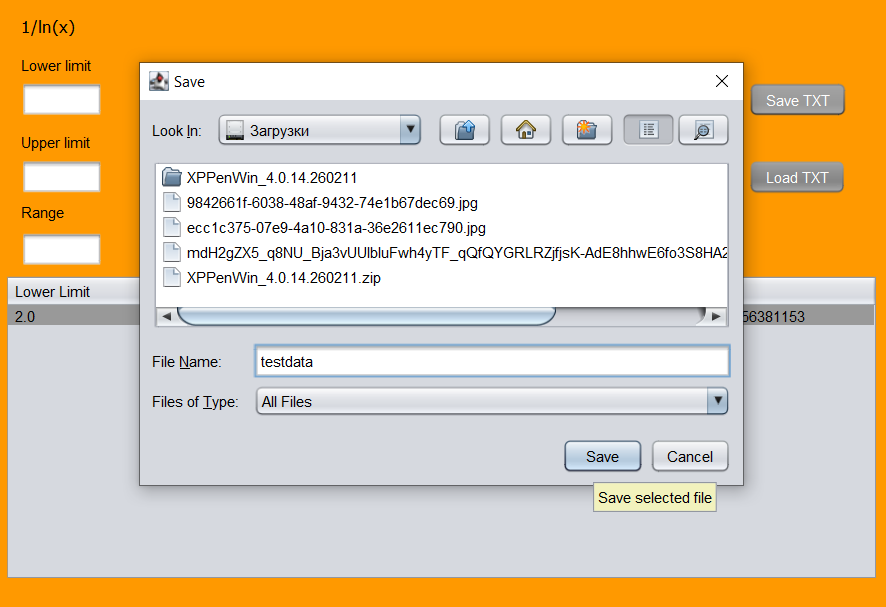 1/ln(x)
Lower limit
Upper limit
Range
Save TXT
Load TXT
Save
Look In:
Загрузки
XPPenWin_4.0.14.260211
9842661f-6038-48af-9432-74e1b67dec69.jpg
ecc1c375-07e9-4a10-831a-36e2611ec790.jpg
mdH2gZX5_q8NU_Bja3vUUlbluFwh4yTF_qQfQYGRLRZjfjsK-AdE8hhwE6fo3S8HA2
XPPenWin_4.0.14.260211.zip
File Name: testdata
Files of Type: All Files
Save Cancel
Save selected file
Lower Limit
2.0 56381153